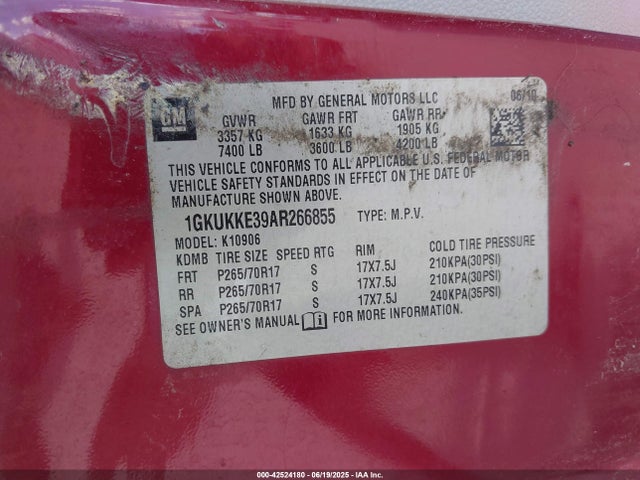 MFD BY GENERAL MOTORS LLC 06/10
GM GVWR GAWR FRT GAWR RR
3357 KG 1633 KG 1905 KG
7400 LB 3600 LB 4200 LB
THIS VEHICLE CONFORMS TO ALL APPLICABLE U.S. FEDERAL MOTOR
VEHICLE SAFETY STANDARDS IN EFFECT ON THE DATE OF
MANUFACTURE SHOWN ABOVE.
1GKUKKE39AR266855 TYPE: M.P.V.
MODEL: K10906
KDMB TIRE SIZE SPEED RTG RIM COLD TIRE PRESSURE
FRT P265/70R17 S 17X7.5J 210KPA(30PSI)
RR P265/70R17 S 17X7.5J 210KPA(30PSI)
SPA P265/70R17 S 17X7.5J 240KPA(35PSI)
SEE OWNER'S MANUAL FOR MORE INFORMATION.
000-42524180 - 06/19/2025 - IAA Inc.